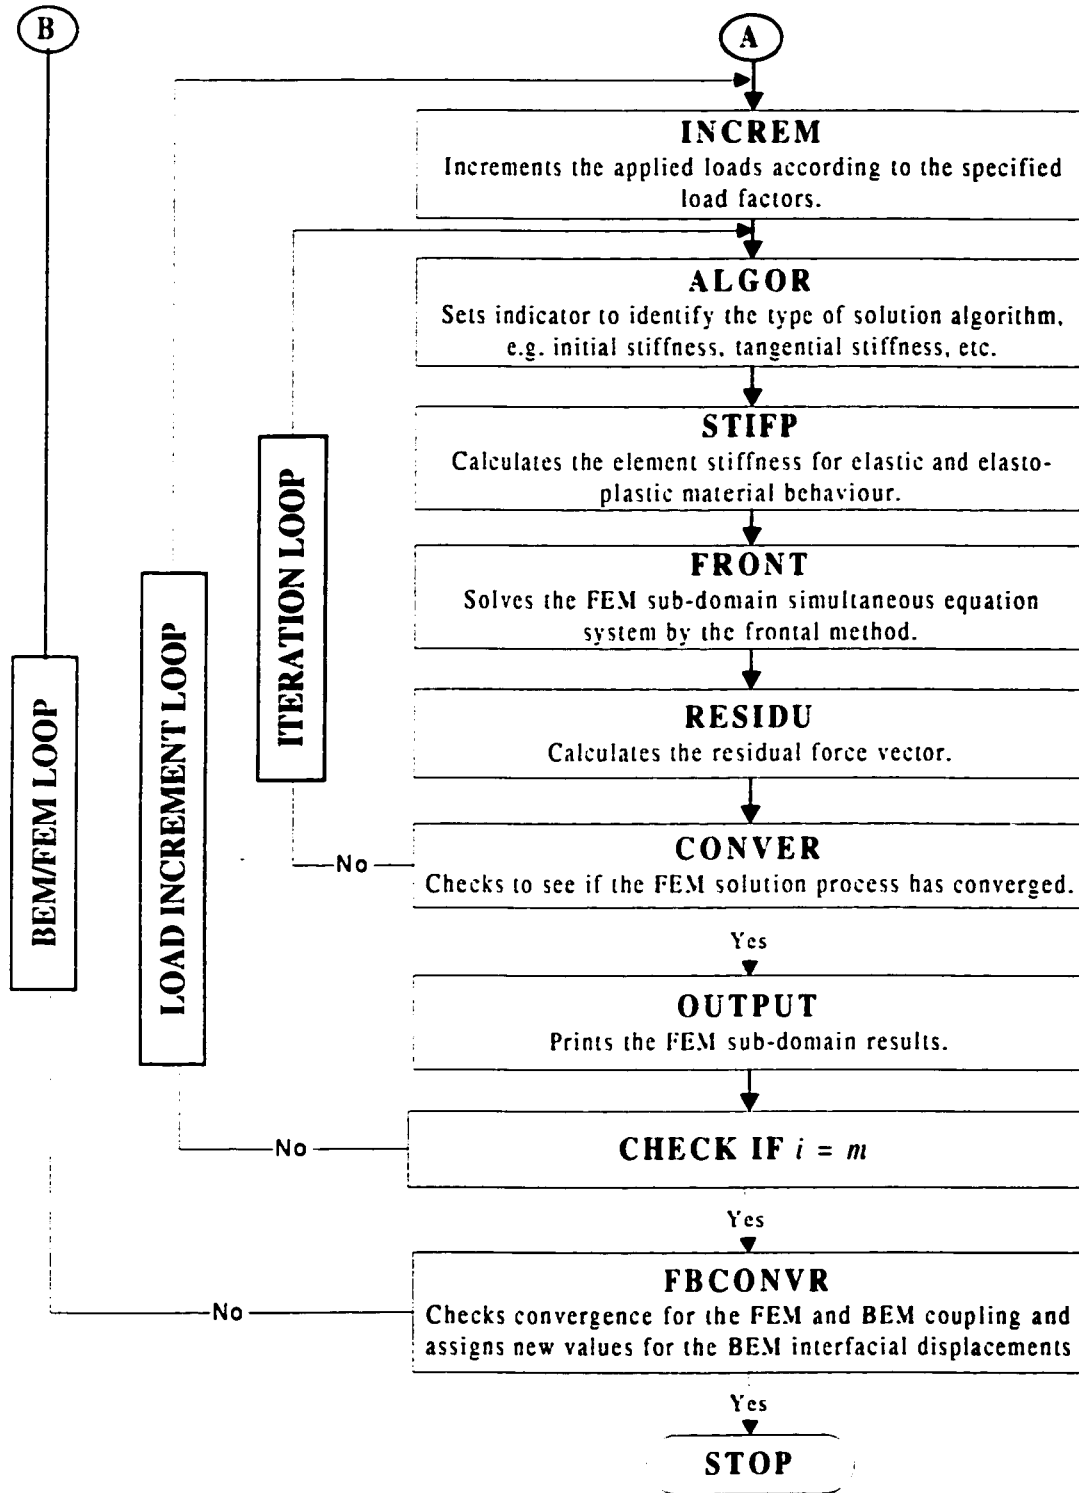 B
A
INCREM
Increments the applied loads according to the specified
load factors.
ALGOR
Sets indicator to identify the type of solution algorithm,
e.g. initial stiffness, tangential stiffness, etc.
STIFP
Calculates the element stiffness for elastic and elasto-
plastic material behaviour.
FRONT
Solves the FEM sub-domain simultaneous equation
system by the frontal method.
RESIDU
Calculates the residual force vector.
CONVER
Checks to see if the FEM solution process has converged.
No
Yes
OUTPUT
Prints the FEM sub-domain results.
CHECK IF i = m
No
Yes
FBCONVR
Checks convergence for the FEM and BEM coupling and
assigns new values for the BEM interfacial displacements
No
Yes
STOP
BEM/FEM LOOP
LOAD INCREMENT LOOP
ITERATION LOOP